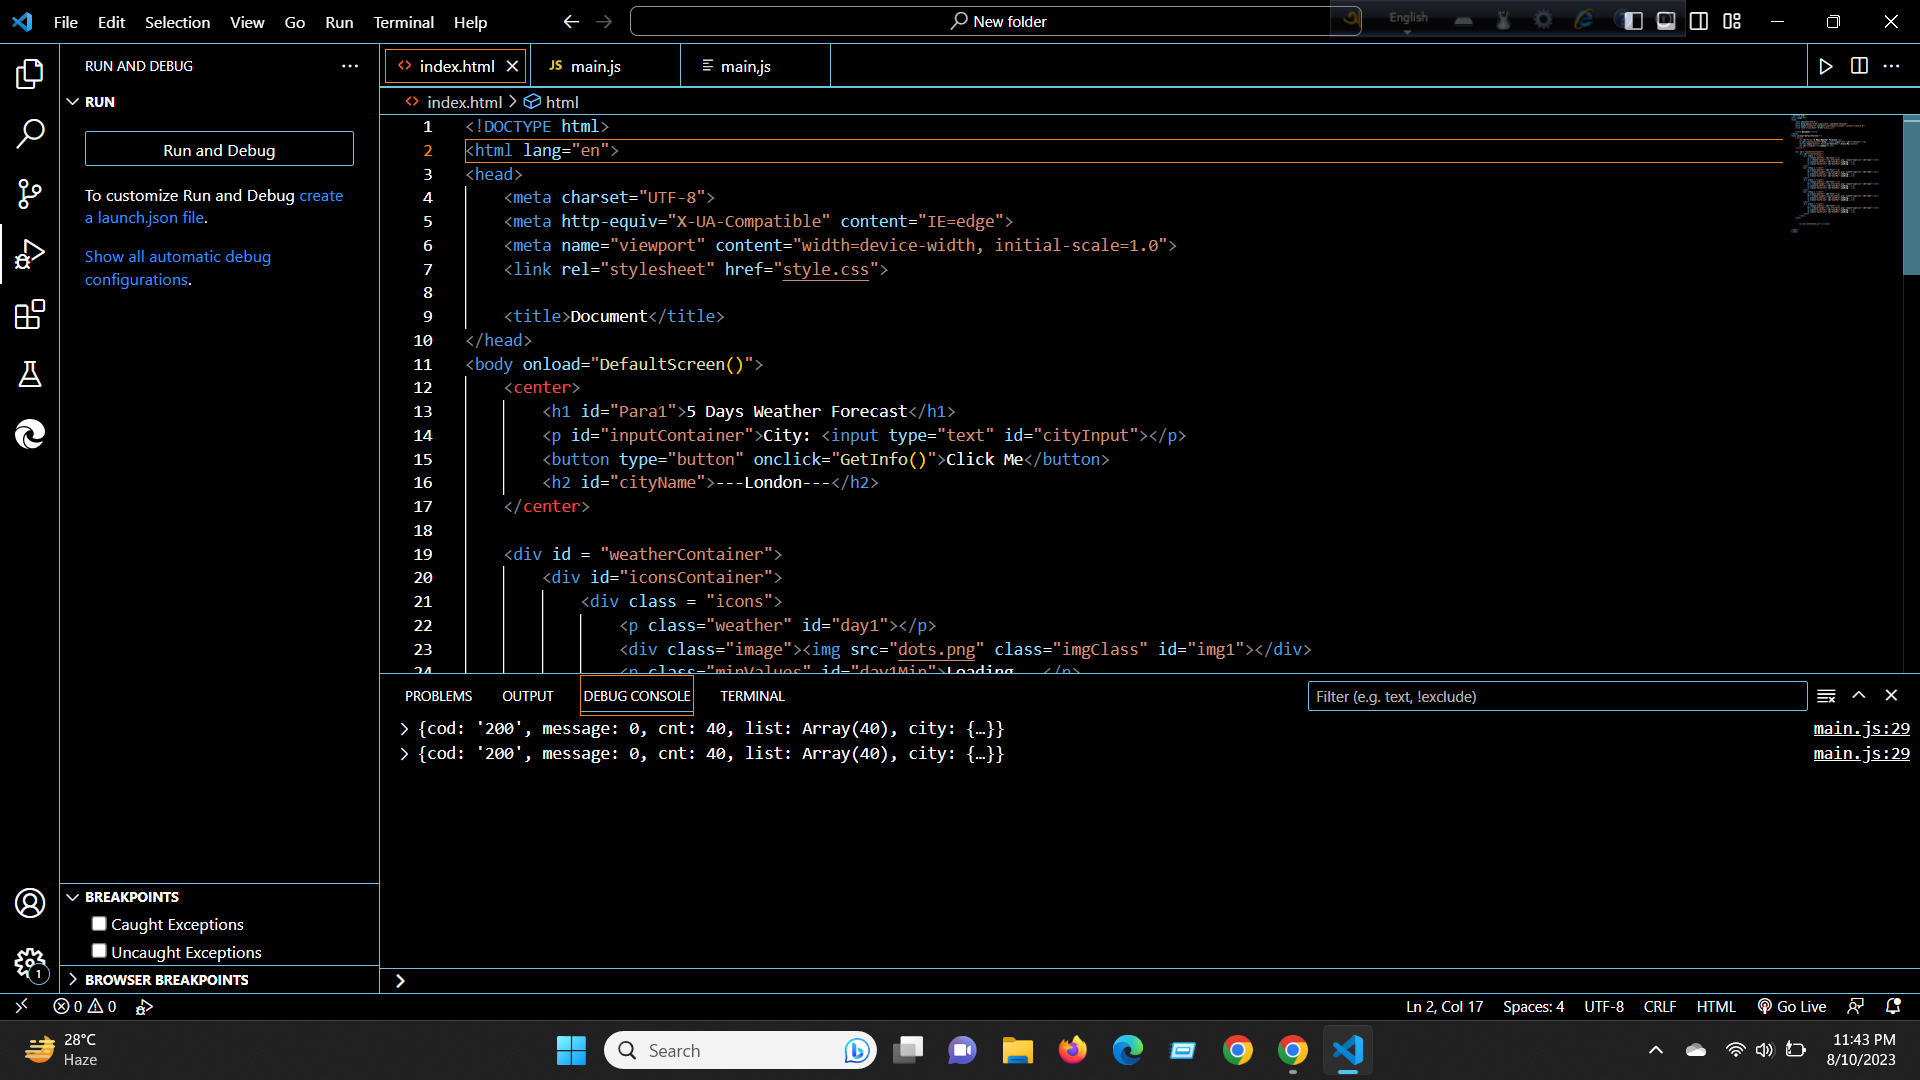 File Edit Selection View Go Run Terminal Help
New folder
English
RUN AND DEBUG
RUN
Run and Debug
To customize Run and Debug create
a launch.json file.
Show all automatic debug
configurations.
BREAKPOINTS
Caught Exceptions
Uncaught Exceptions
BROWSER BREAKPOINTS
index.html
JS main.js
main,js
index.html > html
1 <!DOCTYPE html>
2 <html lang="en">
3 <head>
4 <meta charset="UTF-8">
5 <meta http-equiv="X-UA-Compatible" content="IE=edge">
6 <meta name="viewport" content="width=device-width, initial-scale=1.0">
7 <link rel="stylesheet" href="style.css">
8
9 <title>Document</title>
10 </head>
11 <body onload="DefaultScreen()">
12 <center>
13 <h1 id="Para1">5 Days Weather Forecast</h1>
14 <p id="inputContainer">City: <input type="text" id="cityInput"></p>
15 <button type="button" onclick="GetInfo()">Click Me</button>
16 <h2 id="cityName">---London---</h2>
17 </center>
18
19 <div id = "weatherContainer">
20 <div id="iconsContainer">
21 <div class = "icons">
22 <p class="weather" id="day1"></p>
23 <div class="image"><img src="dots.png" class="imgClass" id="img1"></div>
24 <p class="minValues" id="day1Min">Loading...</p>
PROBLEMS OUTPUT DEBUG CONSOLE TERMINAL
Filter (e.g. text, !exclude)
> {cod: '200', message: 0, cnt: 40, list: Array(40), city: {…}} main.js:29
> {cod: '200', message: 0, cnt: 40, list: Array(40), city: {…}} main.js:29
>
1
0 0
Ln 2, Col 17 Spaces: 4 UTF-8 CRLF HTML Go Live
28°C
Haze
Search
11:43 PM
8/10/2023